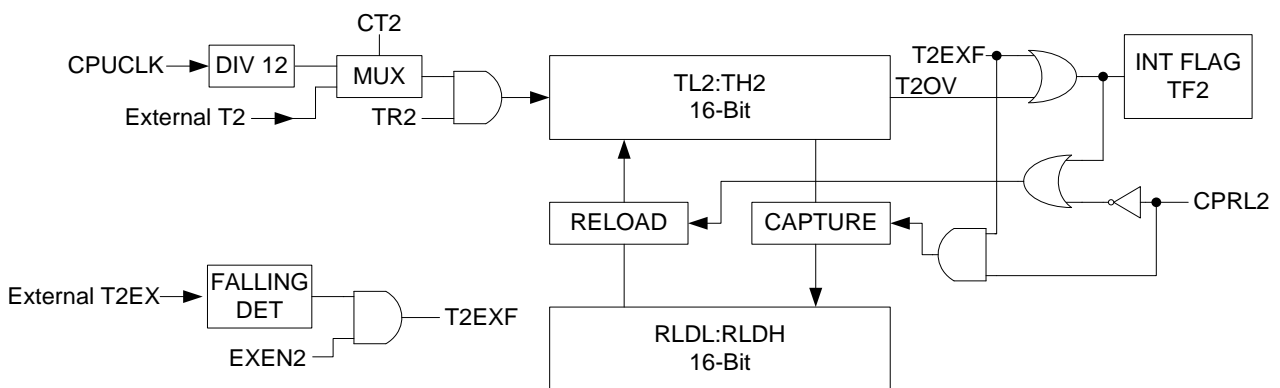 CT2
CPUCLK
DIV 12
MUX
External T2
TR2
TL2:TH2
16-Bit
T2EXF
T2OV
INT FLAG
TF2
RELOAD
CAPTURE
CPRL2
External T2EX
FALLING
DET
T2EXF
EXEN2
RLDL:RLDH
16-Bit